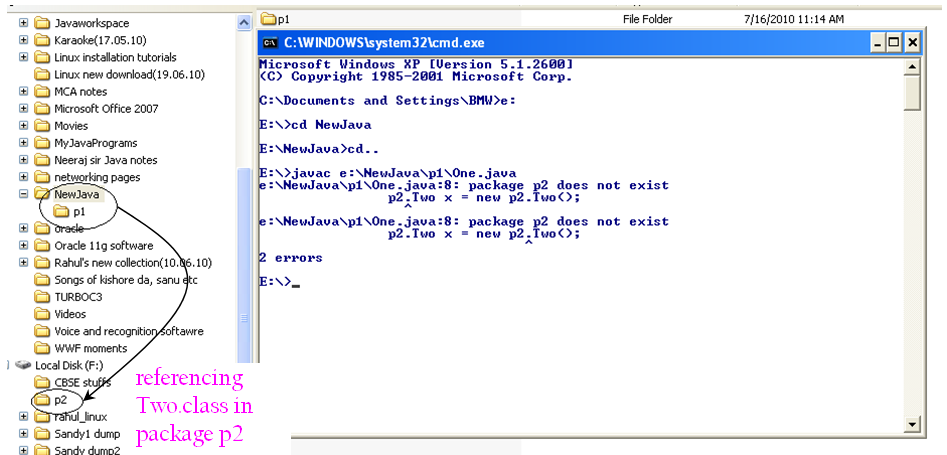 Javaworkspace
Karaoke(17.05.10)
Linux installation tutorials
Linux new download(19.06.10)
MCA notes
Microsoft Office 2007
Movies
MyJavaPrograms
Neeraj sir Java notes
networking pages
NewJava
p1
oracle
Oracle 11g software
Rahul's new collection(10.06.10)
Songs of kishore da, sanu etc
TURBOC3
Videos
Voice and recognition softawre
WWF moments
Local Disk (F:)
CBSE stuffs
p2
rahul_linux
Sandy1 dump
Sandy dump2
p1 File Folder 7/16/2010 11:14 AM
C:\WINDOWS\system32\cmd.exe
Microsoft Windows XP [Version 5.1.2600]
(C) Copyright 1985-2001 Microsoft Corp.
C:\Documents and Settings\BMW>e:
E:\>cd NewJava
E:\NewJava>cd..
E:\>javac e:\NewJava\p1\One.java
e:\NewJava\p1\One.java:8: package p2 does not exist
p2.Two x = new p2.Two();
^
e:\NewJava\p1\One.java:8: package p2 does not exist
p2.Two x = new p2.Two();
^
2 errors
E:\>_
referencing
Two.class in
package p2